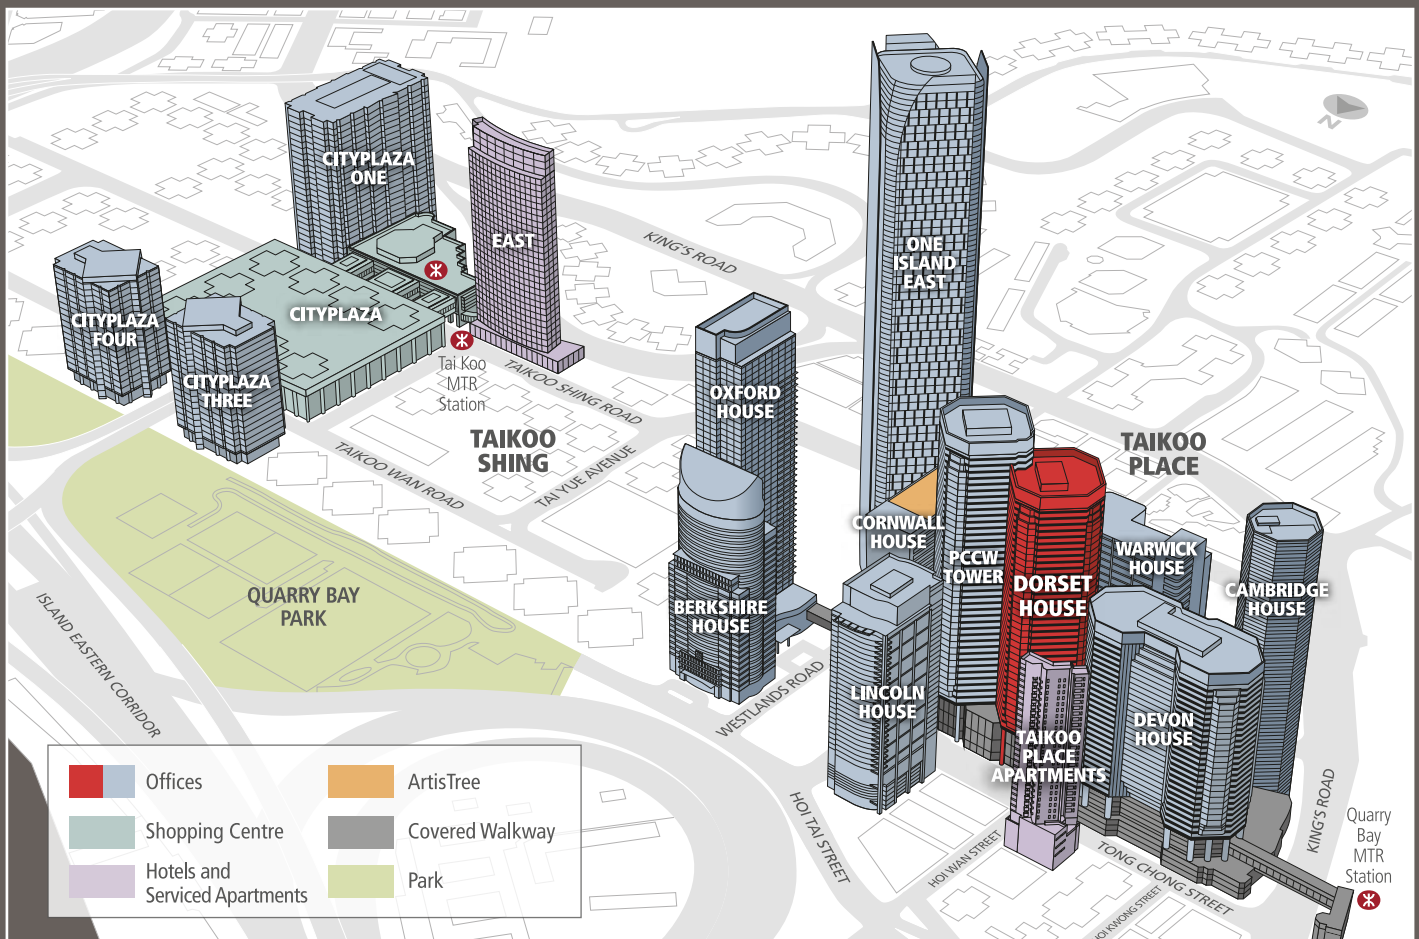 CITYPLAZA
ONE
EAST
CITYPLAZA
CITYPLAZA
FOUR
CITYPLAZA
THREE
Tai Koo
MTR
Station
KING'S ROAD
TAIKOO SHING ROAD
TAIKOO
SHING
TAIKOO WAN ROAD
TAI YUE AVENUE
QUARRY BAY
PARK
ISLAND EASTERN CORRIDOR
N
ONE
ISLAND
EAST
OXFORD
HOUSE
TAIKOO
PLACE
CORNWALL
HOUSE
PCCW
TOWER
DORSET
HOUSE
WARWICK
HOUSE
CAMBRIDGE
HOUSE
BERKSHIRE
HOUSE
WESTLANDS ROAD
LINCOLN
HOUSE
DEVON
HOUSE
TAIKOO
PLACE
APARTMENTS
HOI TAI STREET
HOI WAN STREET
TONG CHONG STREET
HOI KWONG STREET
KING'S ROAD
Quarry
Bay
MTR
Station
Offices
Shopping Centre
Hotels and
Serviced Apartments
ArtisTree
Covered Walkway
Park